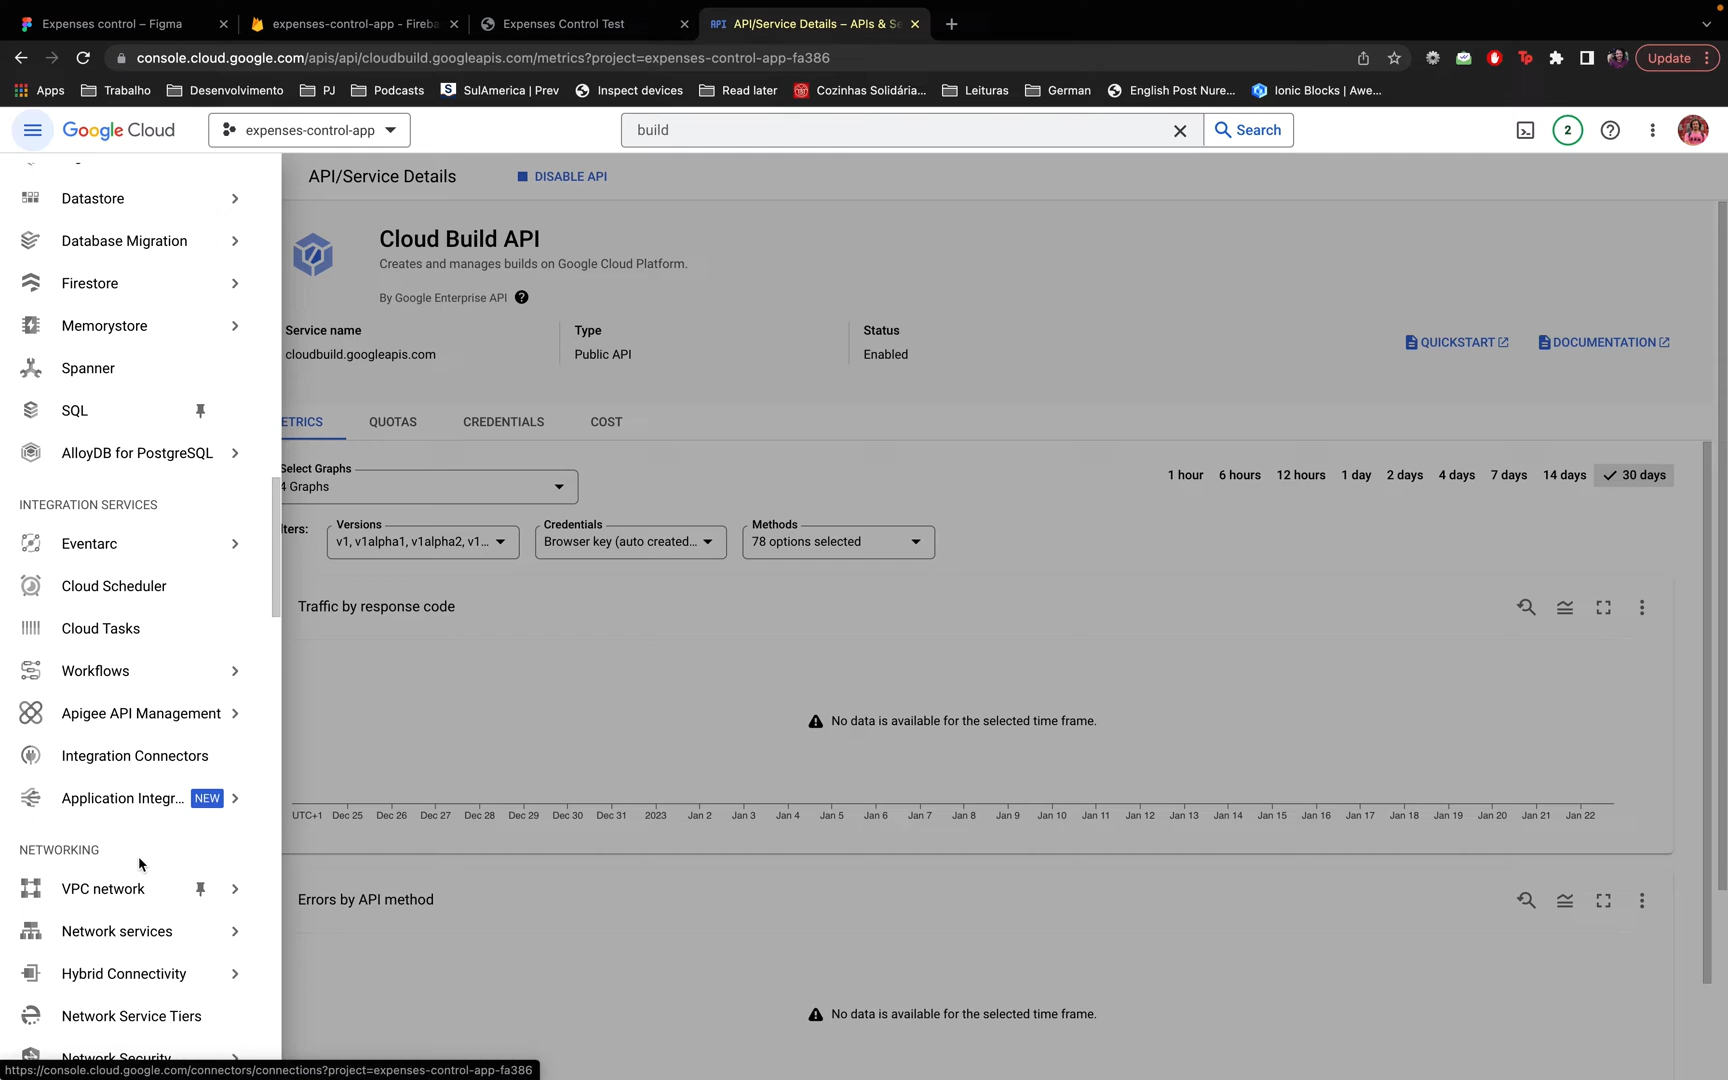 Expenses control – Figma
expenses-control-app - Fireba
Expenses Control Test
API API/Service Details – APIs & Se
console.cloud.google.com/apis/api/cloudbuild.googleapis.com/metrics?project=expenses-control-app-fa386
Update
Apps
Trabalho
Desenvolvimento
PJ
Podcasts
SulAmerica | Prev
Inspect devices
Read later
Cozinhas Solidária...
Leituras
German
English Post Nure...
Ionic Blocks | Awe...
Google Cloud
expenses-control-app
build
Search
2
Datastore
Database Migration
Firestore
Memorystore
Spanner
SQL
AlloyDB for PostgreSQL
INTEGRATION SERVICES
Eventarc
Cloud Scheduler
Cloud Tasks
Workflows
Apigee API Management
Integration Connectors
Application Integr... NEW
NETWORKING
VPC network
Network services
Hybrid Connectivity
Network Service Tiers
Network Security
https://console.cloud.google.com/connectors/connections?project=expenses-control-app-fa386
API/Service Details
DISABLE API
Cloud Build API
Creates and manages builds on Google Cloud Platform.
By Google Enterprise API
Service name
cloudbuild.googleapis.com
Type
Public API
Status
Enabled
QUICKSTART
DOCUMENTATION
ETRICS
QUOTAS
CREDENTIALS
COST
Select Graphs
4 Graphs
1 hour 6 hours 12 hours 1 day 2 days 4 days 7 days 14 days 30 days
lters:
Versions
v1, v1alpha1, v1alpha2, v1...
Credentials
Browser key (auto created...
Methods
78 options selected
Traffic by response code
No data is available for the selected time frame.
UTC+1 Dec 25 Dec 26 Dec 27 Dec 28 Dec 29 Dec 30 Dec 31 2023 Jan 2 Jan 3 Jan 4 Jan 5 Jan 6 Jan 7 Jan 8 Jan 9 Jan 10 Jan 11 Jan 12 Jan 13 Jan 14 Jan 15 Jan 16 Jan 17 Jan 18 Jan 19 Jan 20 Jan 21 Jan 22
Errors by API method
No data is available for the selected time frame.